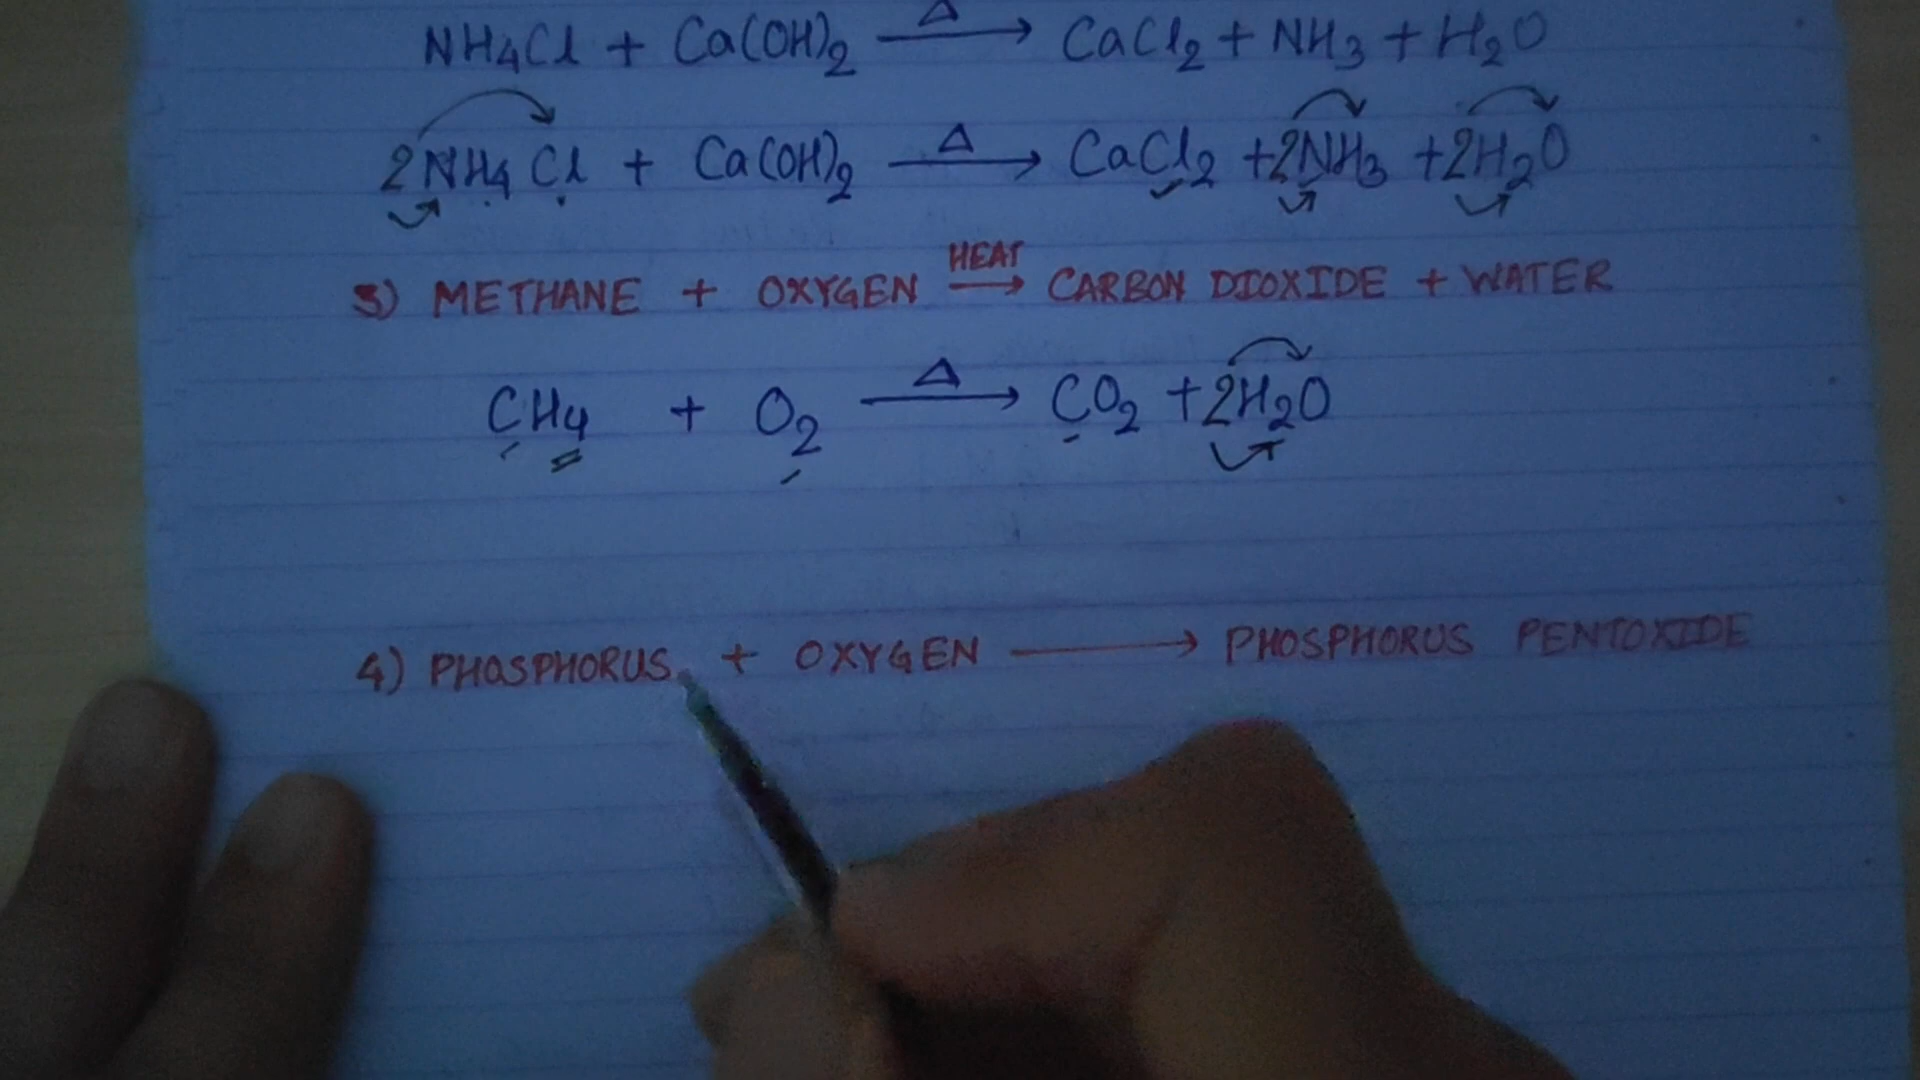 NH4Cl + Ca(OH)2 Δ→ CaCl2 + NH3 + H2O
2NH4Cl + Ca(OH)2 Δ→ CaCl2 +2NH3 +2H2O
3) METHANE + OXYGEN HEAT→ CARBON DIOXIDE + WATER
CH4 + O2 Δ→ CO2 +2H2O
4) PHOSPHORUS + OXYGEN → PHOSPHORUS PENTOXIDE